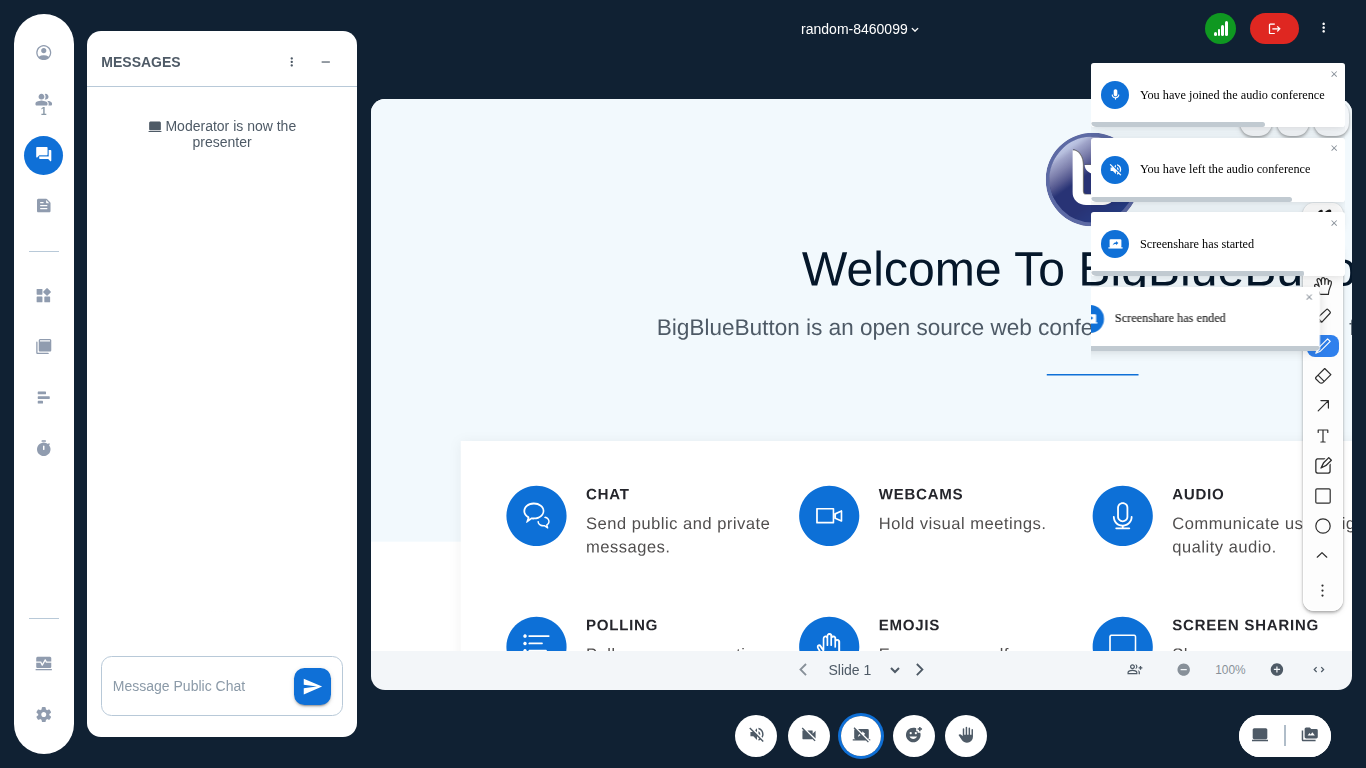 random-8460099
MESSAGES
1
Moderator is now the
presenter
Message Public Chat
You have joined the audio conference
You have left the audio conference
Screenshare has started
Screenshare has ended
Welcome To
BigBlueButton is an open source web
CHAT
Send public and private
messages.
WEBCAMS
Hold visual meetings.
AUDIO
Communicate
quality audio.
POLLING
EMOJIS
SCREEN SHARING
Slide 1
100%